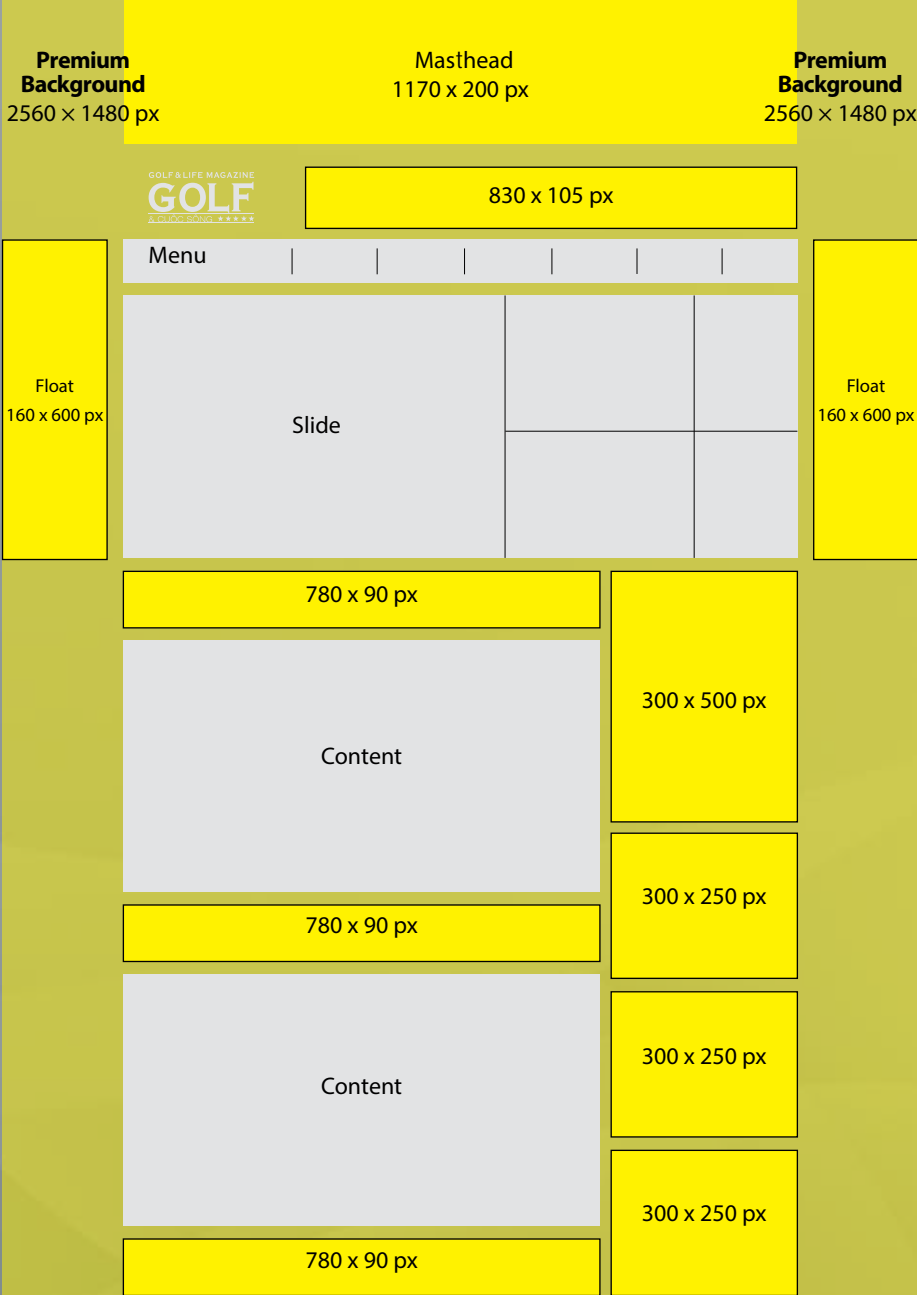 Premium
Background
2560 × 1480 px
Masthead
1170 x 200 px
Premium
Background
2560 × 1480 px
GOLF & LIFE MAGAZINE
GOLF
& CUỘC SỐNG ★★★★★
830 x 105 px
Menu
Float
160 x 600 px
Slide
Float
160 x 600 px
780 x 90 px
300 x 500 px
Content
300 x 250 px
780 x 90 px
300 x 250 px
Content
300 x 250 px
780 x 90 px